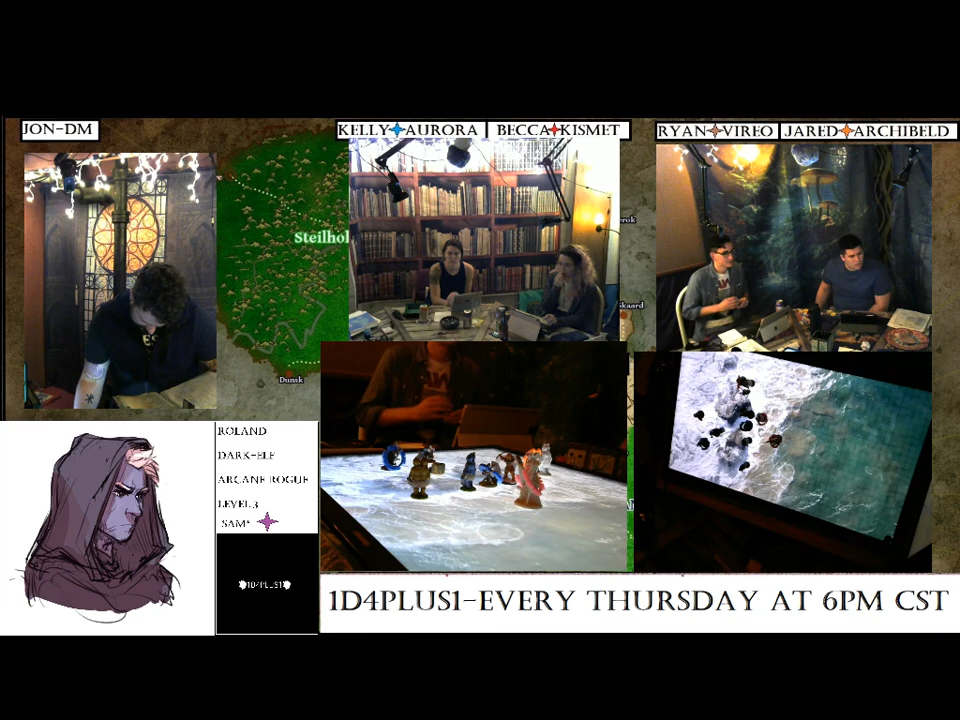 JON-DM
KELLY AURORA
BECCA KISMET
RYAN VIREO
JARED ARCHIBELD
Steilhol
Dunsk
ROLAND
DARK-ELF
ARCANE ROGUE
LEVEL 3
SAM*
1D4PLUS1
1D4PLUS1-EVERY THURSDAY AT 6PM CST